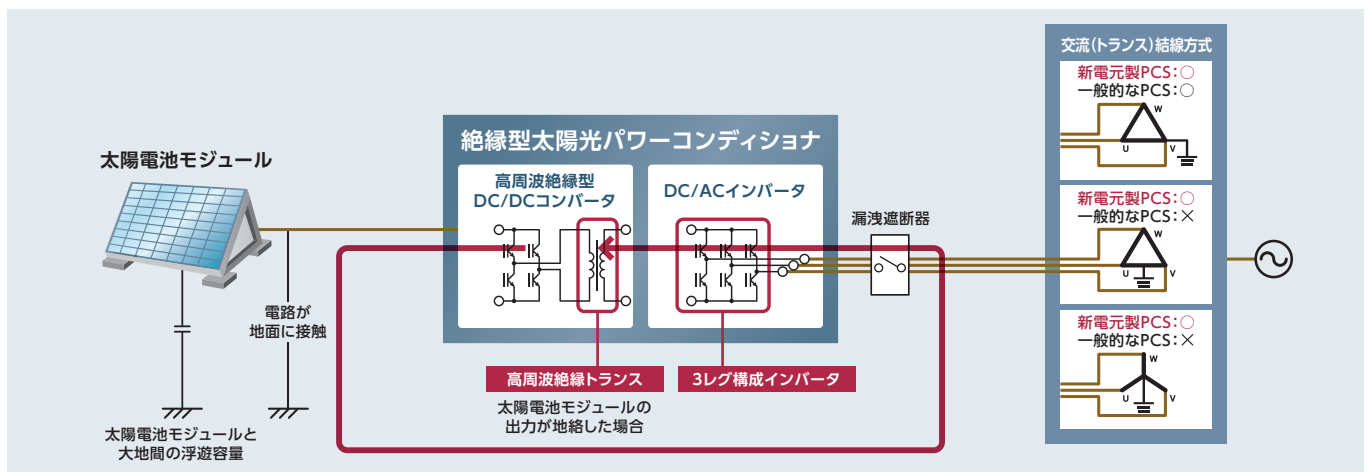 太陽電池モジュール
電路が
地面に接触
太陽電池モジュールと
大地間の浮遊容量
絶縁型太陽光パワーコンディショナ
高周波絶縁型
DC/DCコンバータ
DC/ACインバータ
高周波絶縁トランス
太陽電池モジュールの
出力が地絡した場合
3レグ構成インバータ
漏洩遮断器
交流(トランス)結線方式
新電元製PCS:○
一般的なPCS:○
W
U
V
新電元製PCS:○
一般的なPCS:×
W
U
V
新電元製PCS:○
一般的なPCS:×
W
U
V